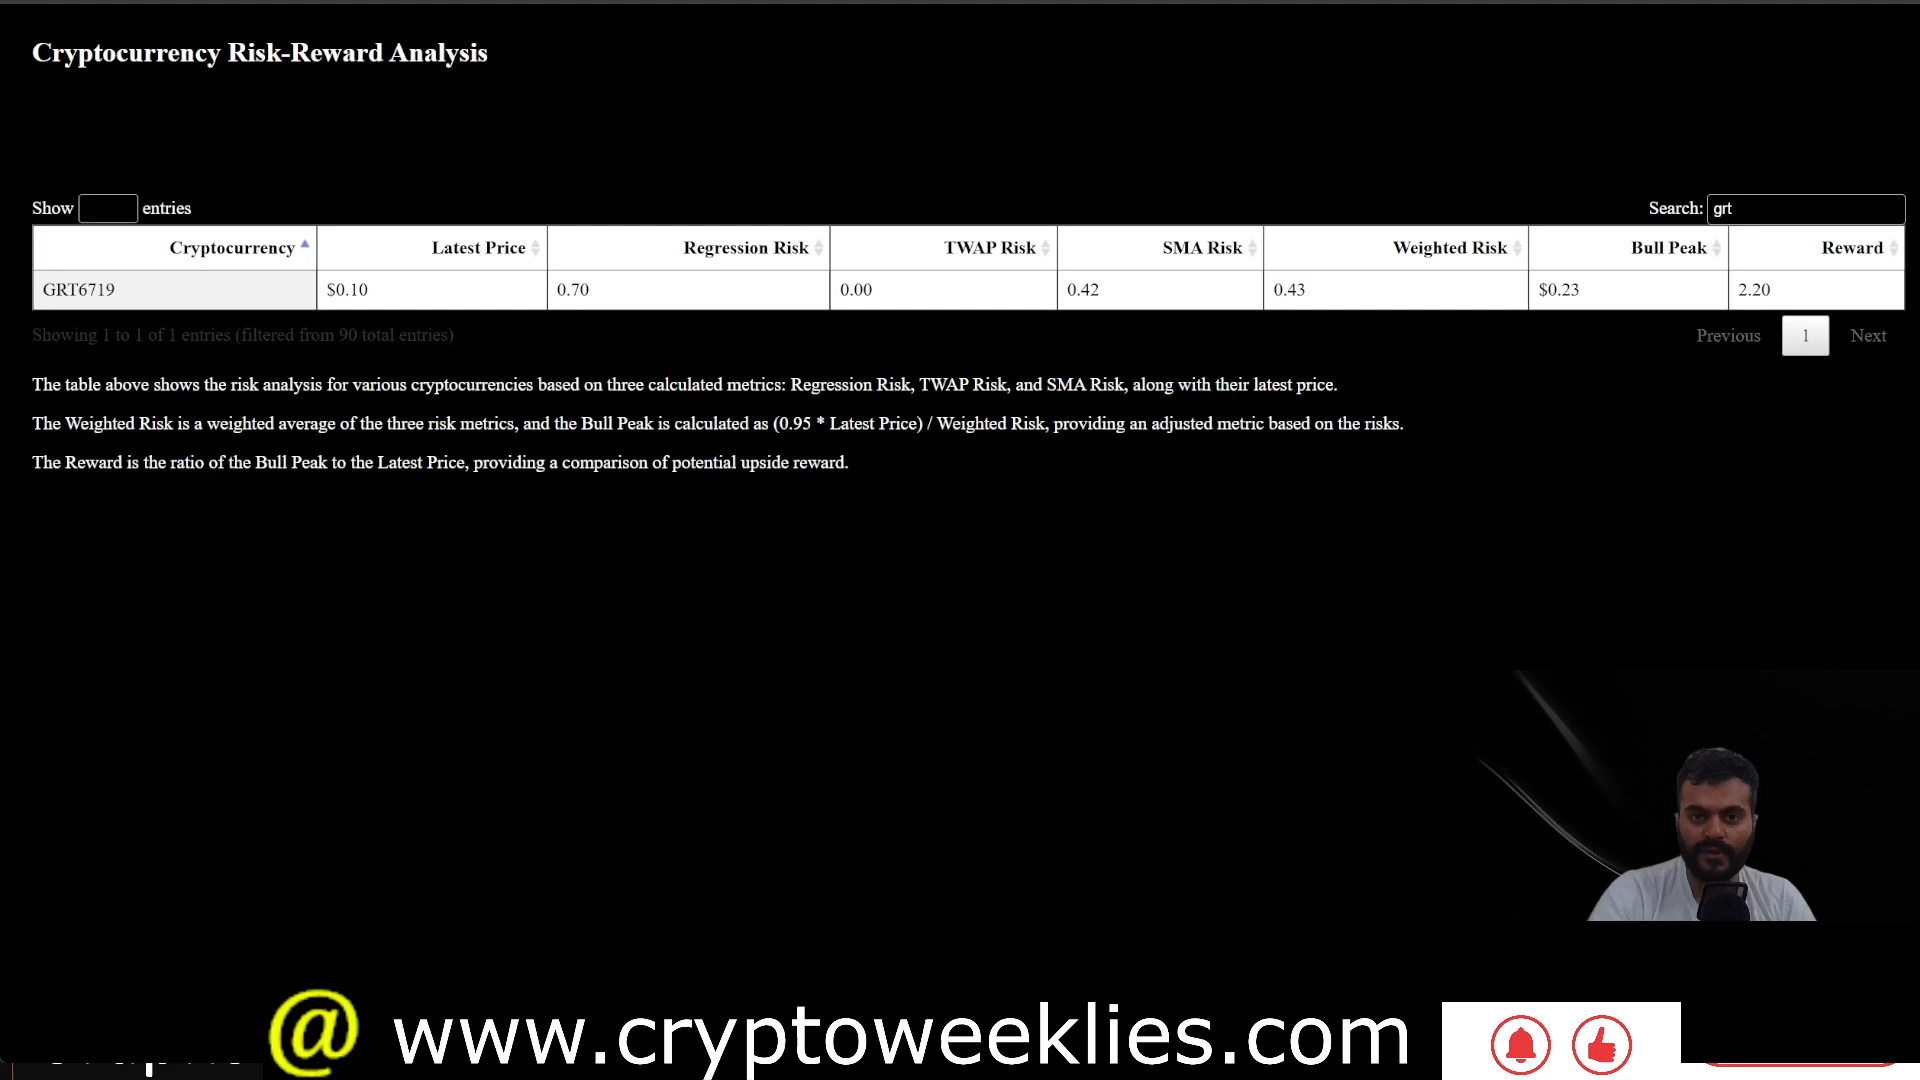 Cryptocurrency Risk-Reward Analysis
Show entries Search: grt
Cryptocurrency Latest Price Regression Risk TWAP Risk SMA Risk Weighted Risk Bull Peak Reward
GRT6719 $0.10 0.70 0.00 0.42 0.43 $0.23 2.20
Showing 1 to 1 of 1 entries (filtered from 90 total entries) Previous 1 Next
The table above shows the risk analysis for various cryptocurrencies based on three calculated metrics: Regression Risk, TWAP Risk, and SMA Risk, along with their latest price.
The Weighted Risk is a weighted average of the three risk metrics, and the Bull Peak is calculated as (0.95 * Latest Price) / Weighted Risk, providing an adjusted metric based on the risks.
The Reward is the ratio of the Bull Peak to the Latest Price, providing a comparison of potential upside reward.
@ www.cryptoweeklies.com